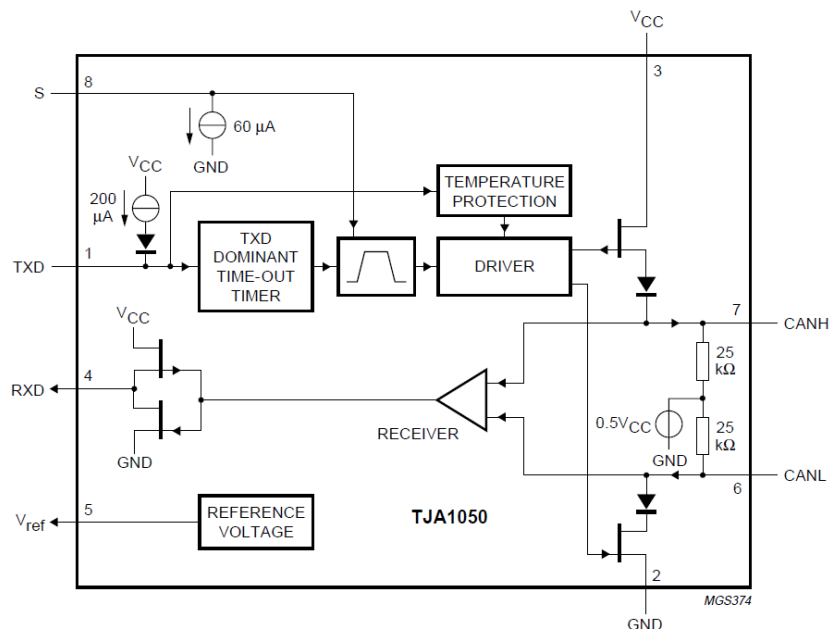 VCC
3
8
S
60 µA
GND
VCC
200
µA
TEMPERATURE
PROTECTION
1
TXD
TXD
DOMINANT
TIME-OUT
TIMER
DRIVER
7
CANH
VCC
25
kΩ
4
RXD
RECEIVER
0.5VCC
GND
25
kΩ
GND
6
CANL
5
Vref
REFERENCE
VOLTAGE
TJA1050
2
MGS374
GND